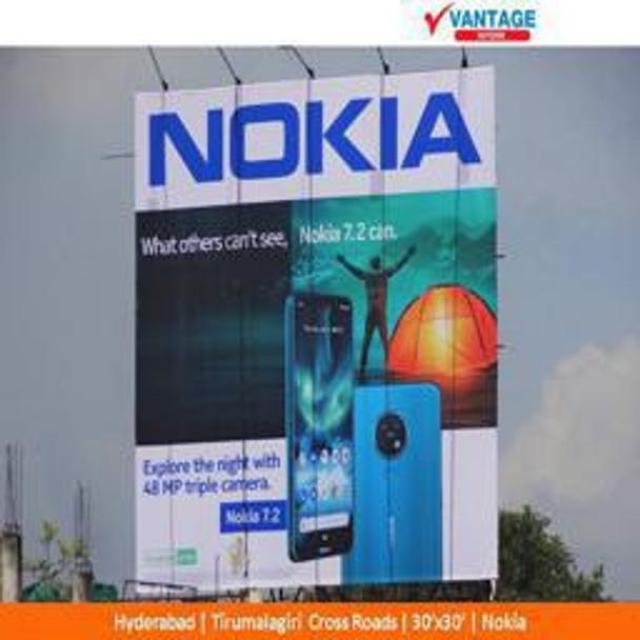 VANTAGE
NOKIA
What others can't see, Nokia 7.2 can.
Explore the night with
48 MP triple camera.
Nokia 7.2
Hyderabad | Tirumalagiri Cross Roads | 30'x30' | Nokia